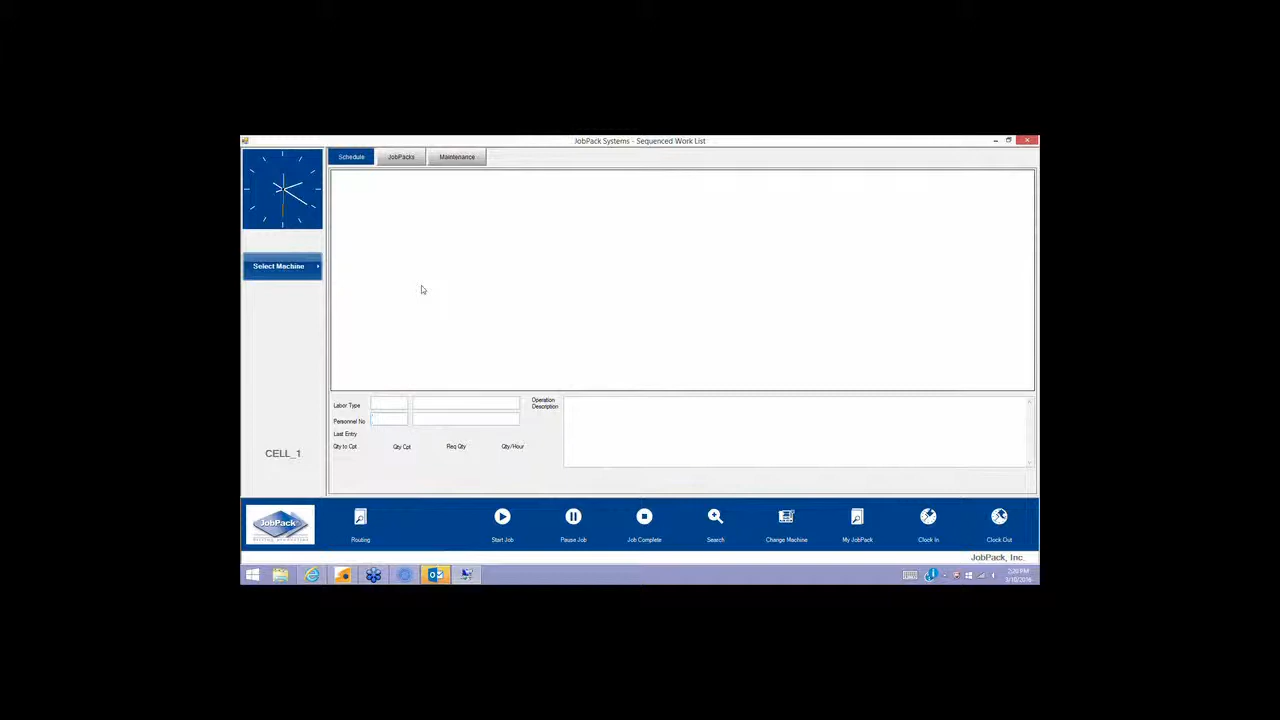 JobPack Systems - Sequenced Work List
Schedule
JobPacks
Maintenance
Select Machine
CELL_1
Labor Type
Personnel No
Last Entry
Qty to Cpt
Qty Cpt
Req Qty
Qty/Hour
Operation
Description
JobPack
Routing
Start Job
Pause Job
Job Complete
Search
Change Machine
My JobPack
Clock In
Clock Out
JobPack, Inc.